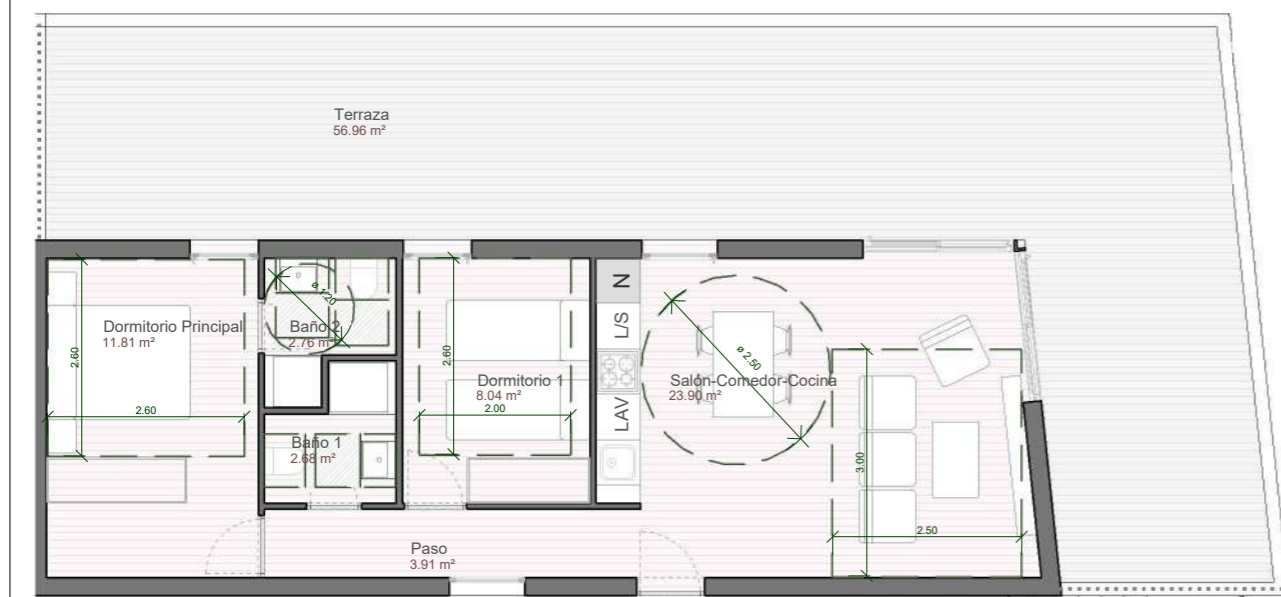 Terraza
56.96 m²
Dormitorio Principal
11.81 m²
2.60
2.60
ø 1.20
Baño 2
2.76 m²
Baño 1
2.68 m²
2.60
Dormitorio 1
8.04 m²
2.00
N
L/S
LAV
ø 2.50
Salón-Comedor-Cocina
23.90 m²
3.00
2.50
Paso
3.91 m²